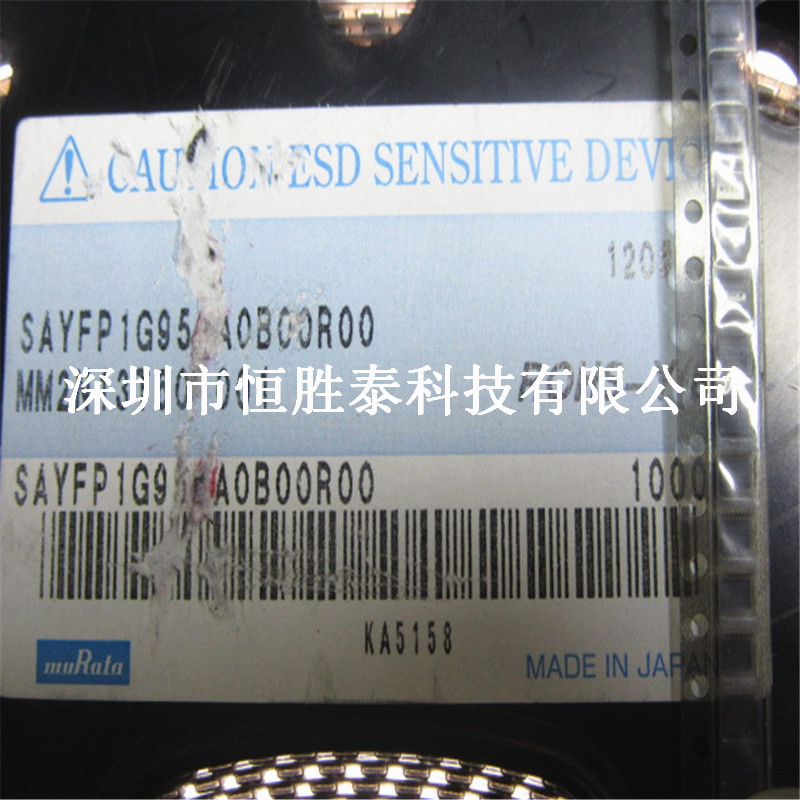 CAUTION ESD SENSITIVE DEVIC
120
SAYFP1G95 A0B00R00
深圳市恒胜泰科技有限公司
SAYFP1G9 A0B00R00 1000
KA5158
muRata
MADE IN JAPAN